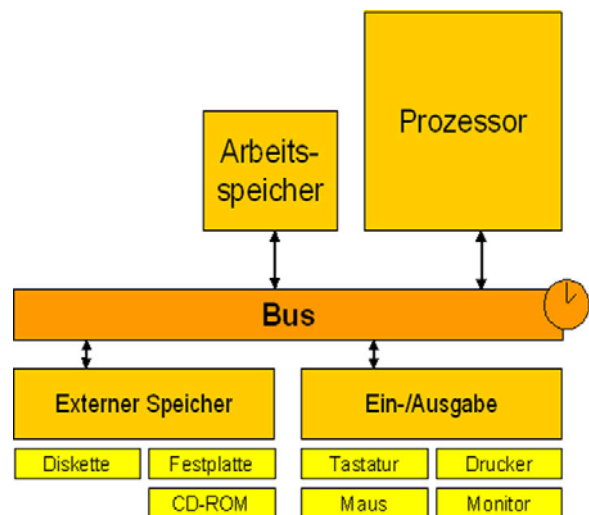 Prozessor
Arbeits-
speicher
Bus
Externer Speicher
Ein-/Ausgabe
Diskette
Festplatte
Tastatur
Drucker
CD-ROM
Maus
Monitor